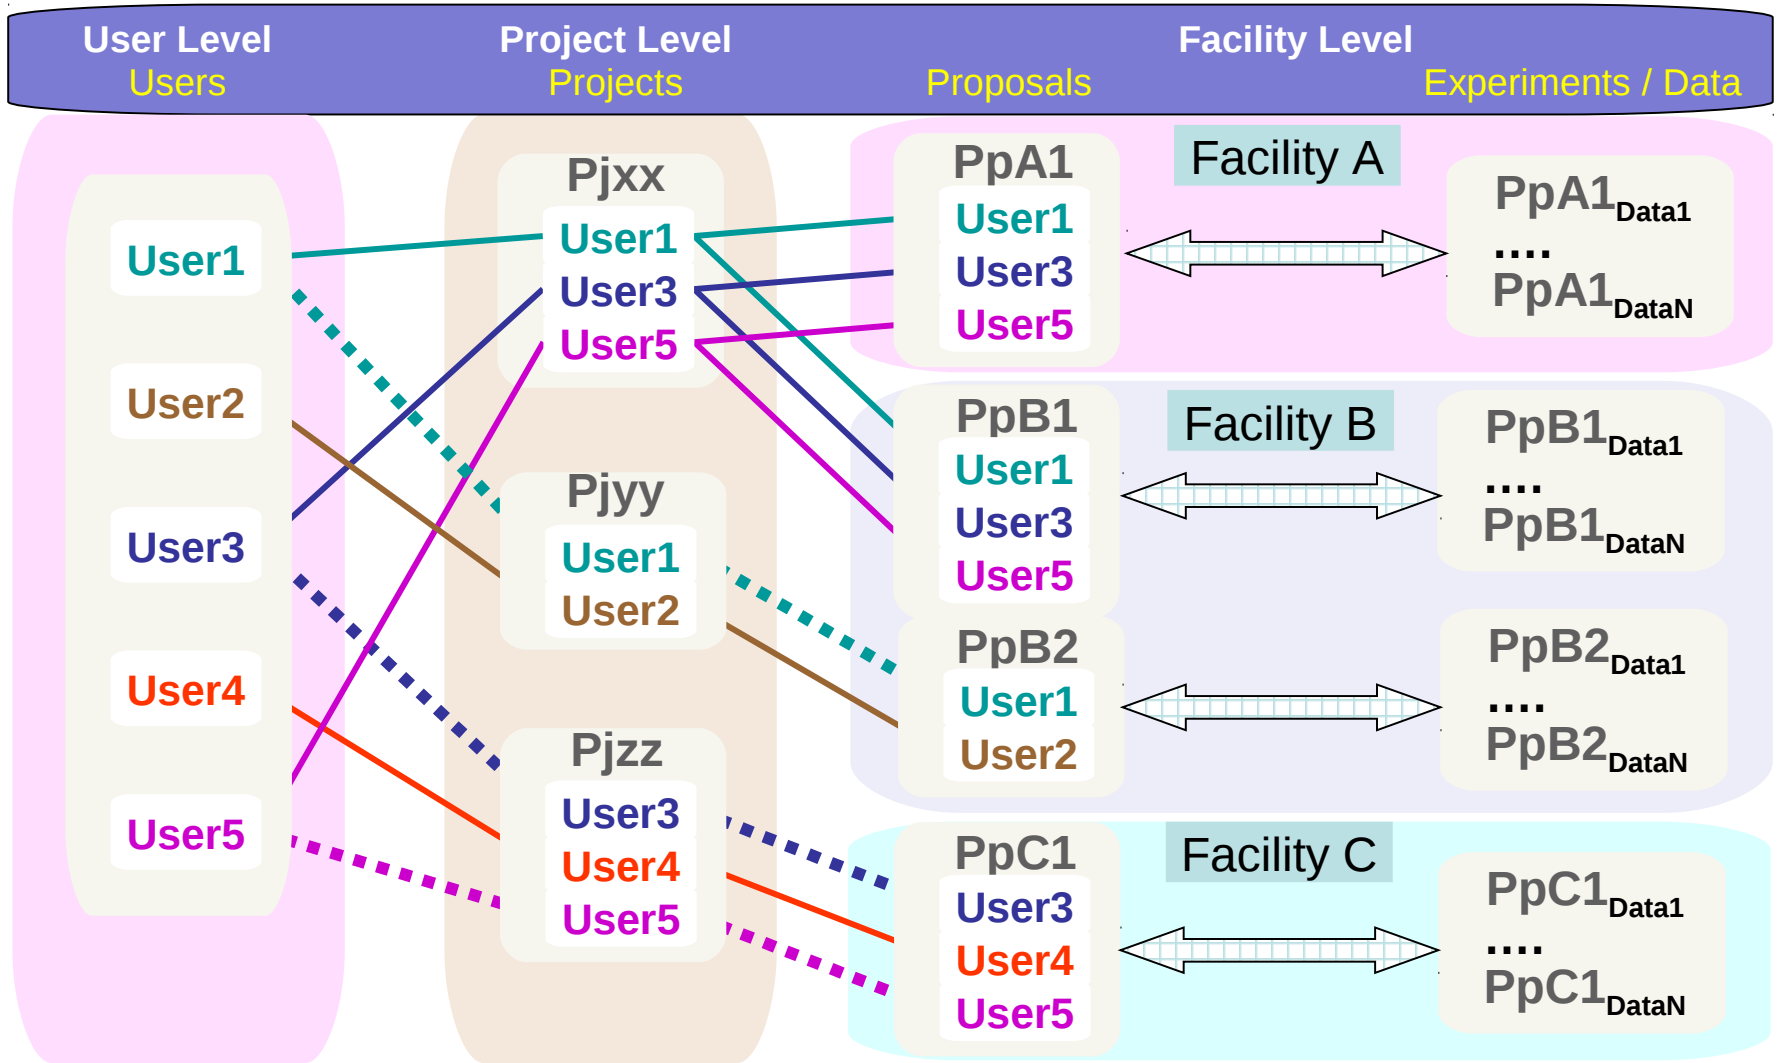 User Level
Users
Project Level
Projects
Facility Level
Proposals
Experiments / Data
User1
User2
User3
User4
User5
Pjxx
User1
User3
User5
Pjyy
User1
User2
Pjzz
User3
User4
User5
Facility A
PpA1
User1
User3
User5
PpA1Data1
....
PpA1DataN
Facility B
PpB1
User1
User3
User5
PpB1Data1
....
PpB1DataN
PpB2
User1
User2
PpB2Data1
....
PpB2DataN
Facility C
PpC1
User3
User4
User5
PpC1Data1
....
PpC1DataN